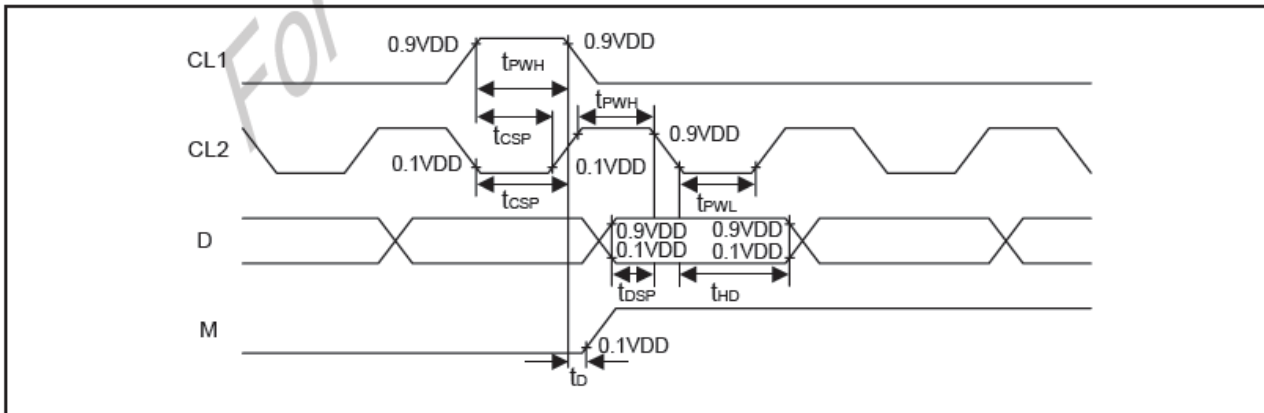 For
CL1
0.9VDD
0.9VDD
tPWH
tPWH
tCSP
CL2
0.9VDD
0.1VDD
0.1VDD
tCSP
tPWL
D
0.9VDD
0.9VDD
0.1VDD
0.1VDD
tDSP
tHD
M
0.1VDD
tD